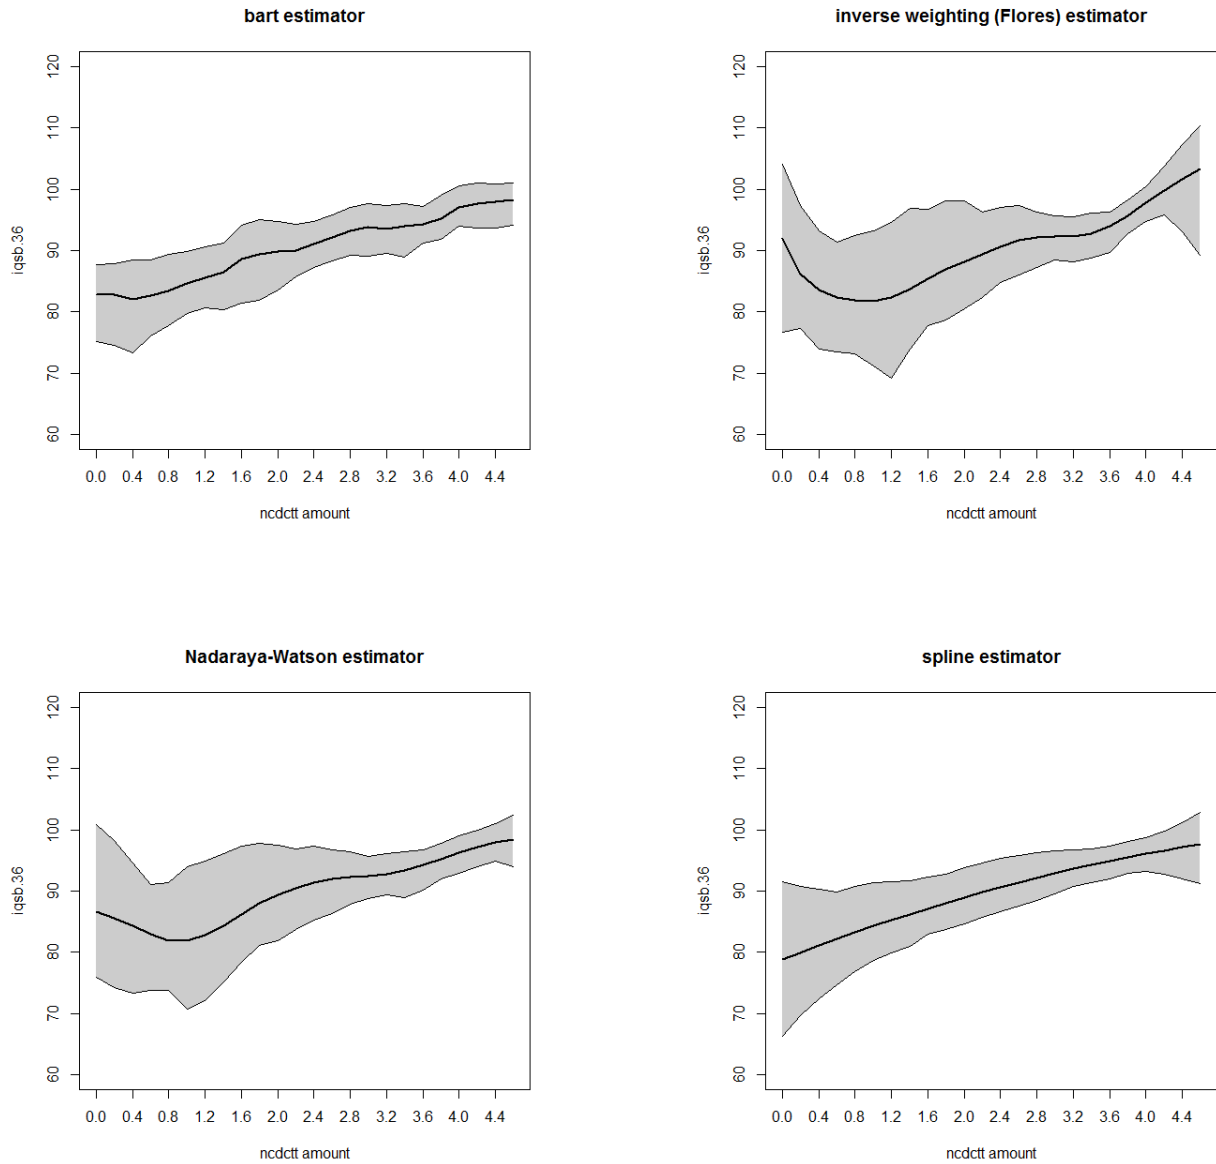 bart estimator
iqsb.36
120
110
100
90
80
70
60
0.0 0.4 0.8 1.2 1.6 2.0 2.4 2.8 3.2 3.6 4.0 4.4
ncdctt amount
inverse weighting (Flores) estimator
iqsb.36
120
110
100
90
80
70
60
0.0 0.4 0.8 1.2 1.6 2.0 2.4 2.8 3.2 3.6 4.0 4.4
ncdctt amount
Nadaraya-Watson estimator
iqsb.36
120
110
100
90
80
70
60
0.0 0.4 0.8 1.2 1.6 2.0 2.4 2.8 3.2 3.6 4.0 4.4
ncdctt amount
spline estimator
iqsb.36
120
110
100
90
80
70
60
0.0 0.4 0.8 1.2 1.6 2.0 2.4 2.8 3.2 3.6 4.0 4.4
ncdctt amount